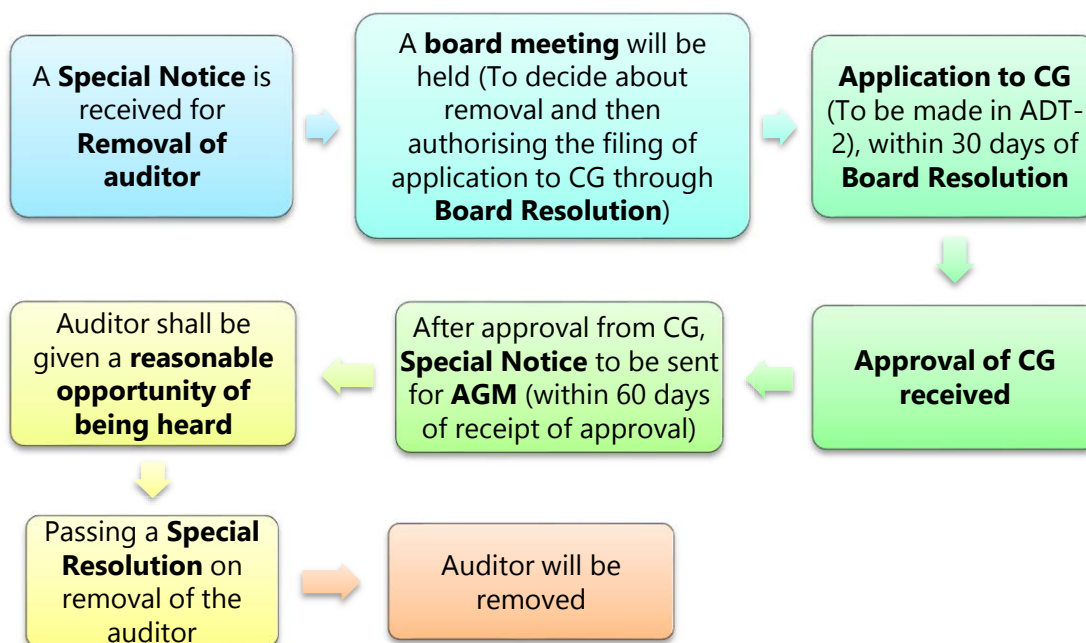 A Special Notice is
received for
Removal of
auditor
A board meeting will be
held (To decide about
removal and then
authorising the filing of
application to CG through
Board Resolution)
Application to CG
(To be made in ADT-
2), within 30 days of
Board Resolution
Approval of CG
received
After approval from CG,
Special Notice to be sent
for AGM (within 60 days
of receipt of approval)
Auditor shall be
given a reasonable
opportunity of
being heard
Passing a Special
Resolution on
removal of the
auditor
Auditor will be
removed